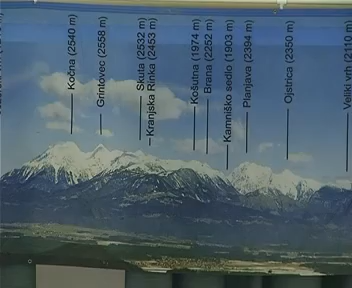 Kočna (2540 m)
Grintovec (2558 m)
Skuta (2532 m)
Kranjska Rinka (2453 m)
Košutna (1974 m)
Brana (2252 m)
Kamniško sedlo (1903 m)
Planjava (2394 m)
Ojstrica (2350 m)
Veliki vrh (2110 m)